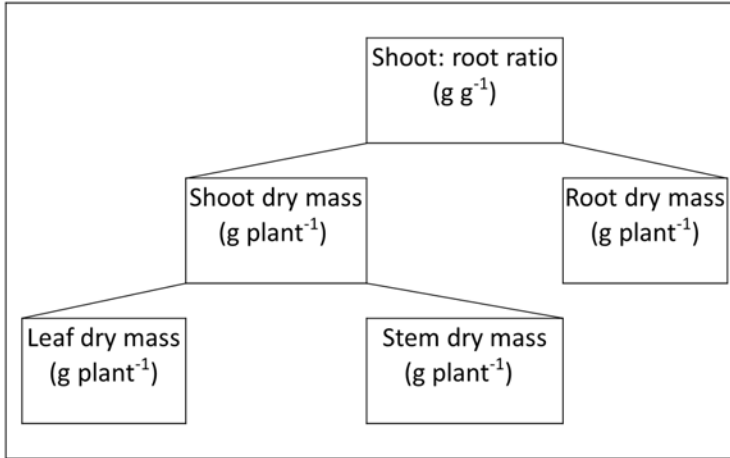 Shoot: root ratio
(g g⁻¹)
Shoot dry mass
(g plant⁻¹)
Root dry mass
(g plant⁻¹)
Leaf dry mass
(g plant⁻¹)
Stem dry mass
(g plant⁻¹)